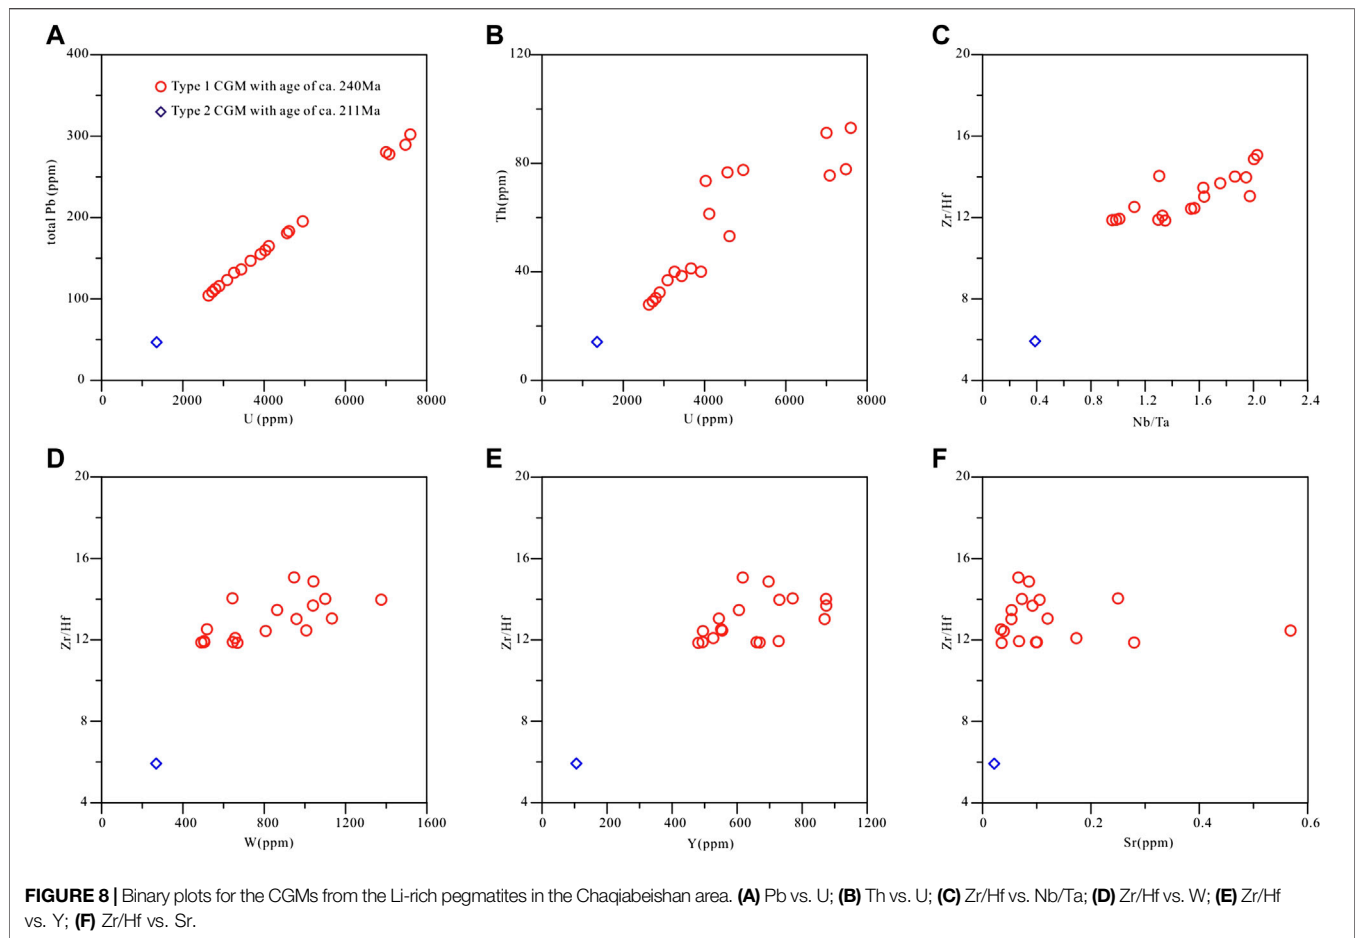 A
400
300
200
100
0
total Pb (ppm)
Type 1 CGM with age of ca. 240Ma
Type 2 CGM with age of ca. 211Ma
0 2000 4000 6000 8000
U (ppm)
B
120
80
40
0
Th(ppm)
0 2000 4000 6000 8000
U (ppm)
C
20
16
12
8
4
Zr/Hf
0 0.4 0.8 1.2 1.6 2.0 2.4
Nb/Ta
D
20
16
12
8
4
Zr/Hf
0 400 800 1200 1600
W(ppm)
E
20
16
12
8
4
Zr/Hf
0 300 600 900 1200
Y(ppm)
F
20
16
12
8
4
Zr/Hf
0 0.2 0.4 0.6
Sr(ppm)
FIGURE 8 | Binary plots for the CGMs from the Li-rich pegmatites in the Chaqiabeishan area. (A) Pb vs. U; (B) Th vs. U; (C) Zr/Hf vs. Nb/Ta; (D) Zr/Hf vs. W; (E) Zr/Hf
vs. Y; (F) Zr/Hf vs. Sr.